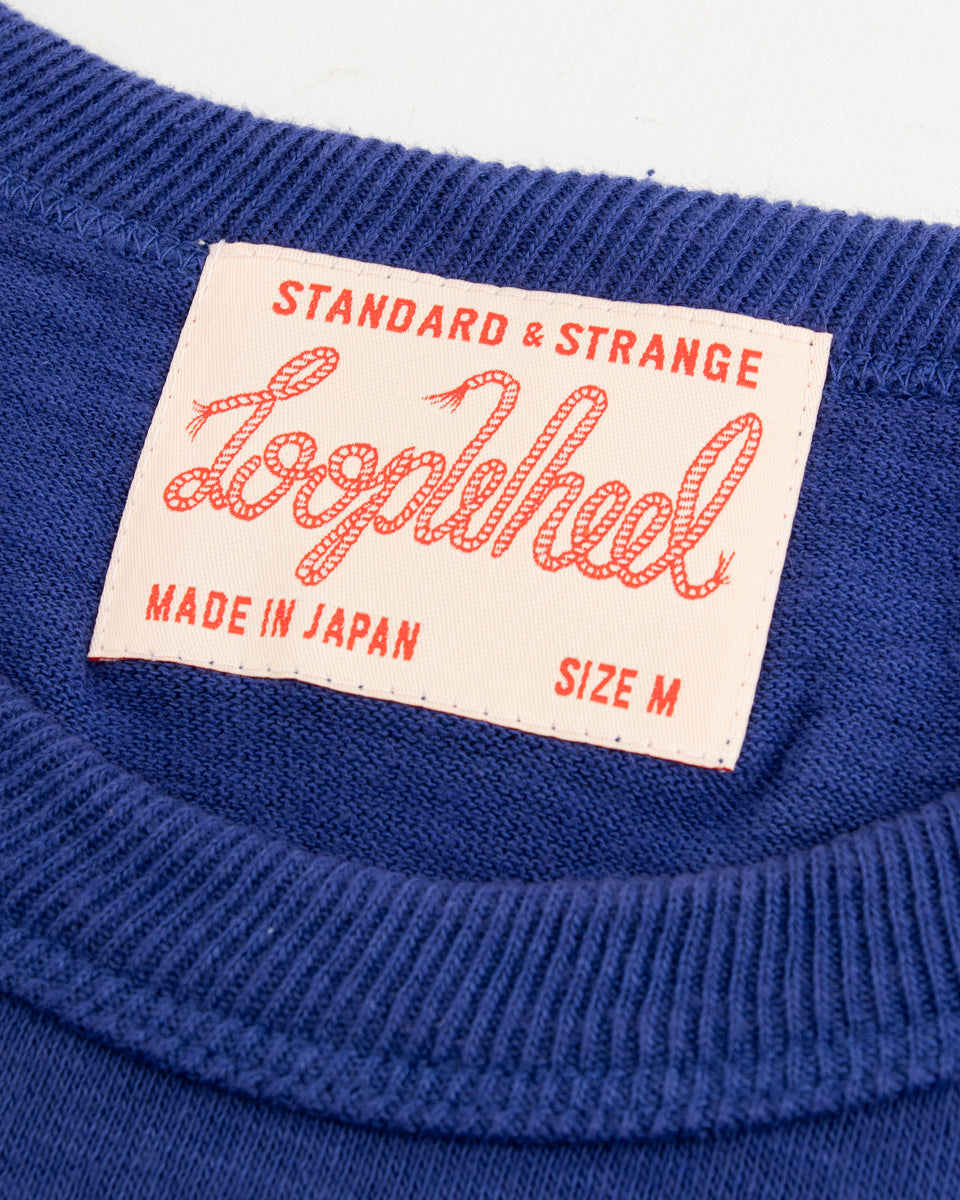 STANDARD & STRANGE
LoopWheel
MADE IN JAPAN
SIZE M